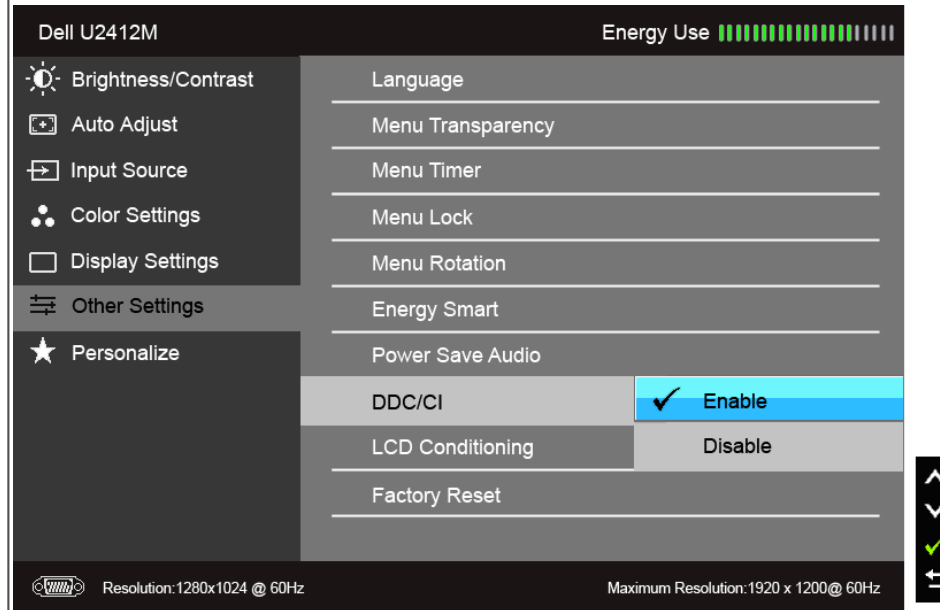 Dell U2412M Energy Use
Brightness/Contrast
Auto Adjust
Input Source
Color Settings
Display Settings
Other Settings
Personalize
Language
Menu Transparency
Menu Timer
Menu Lock
Menu Rotation
Energy Smart
Power Save Audio
DDC/CI
Enable
Disable
LCD Conditioning
Factory Reset
Resolution:1280x1024 @ 60Hz Maximum Resolution:1920 x 1200@ 60Hz